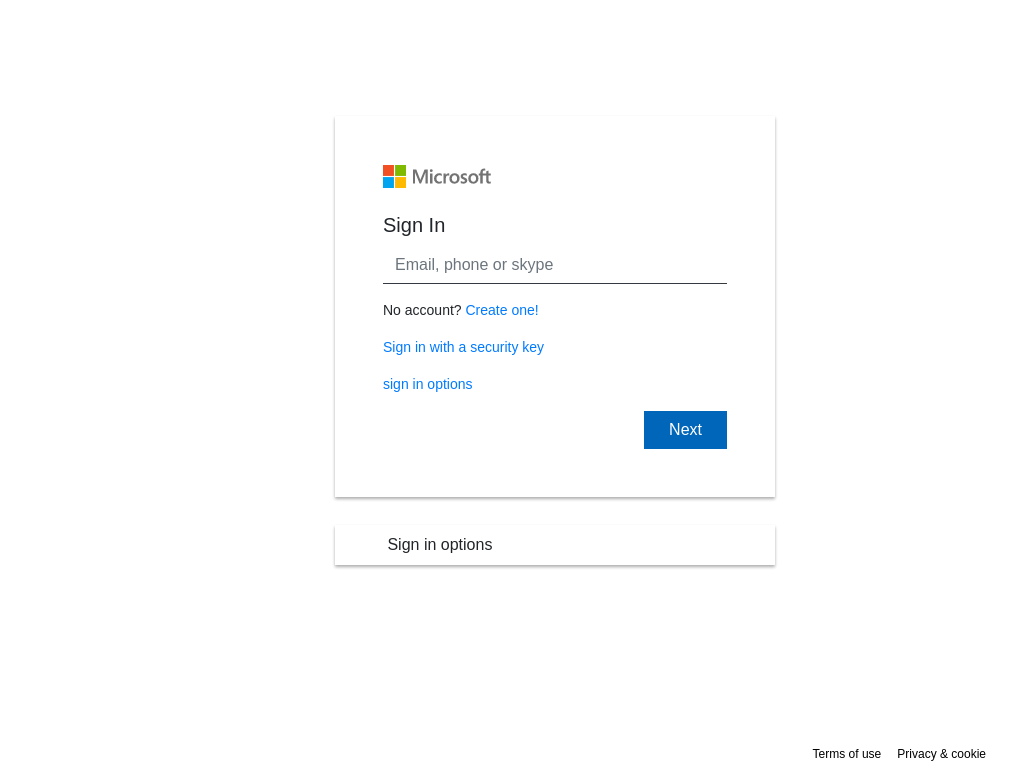 Microsoft
Sign In
Email, phone or skype
No account? Create one!
Sign in with a security key
sign in options
Next
Sign in options
Terms of use Privacy & cookie